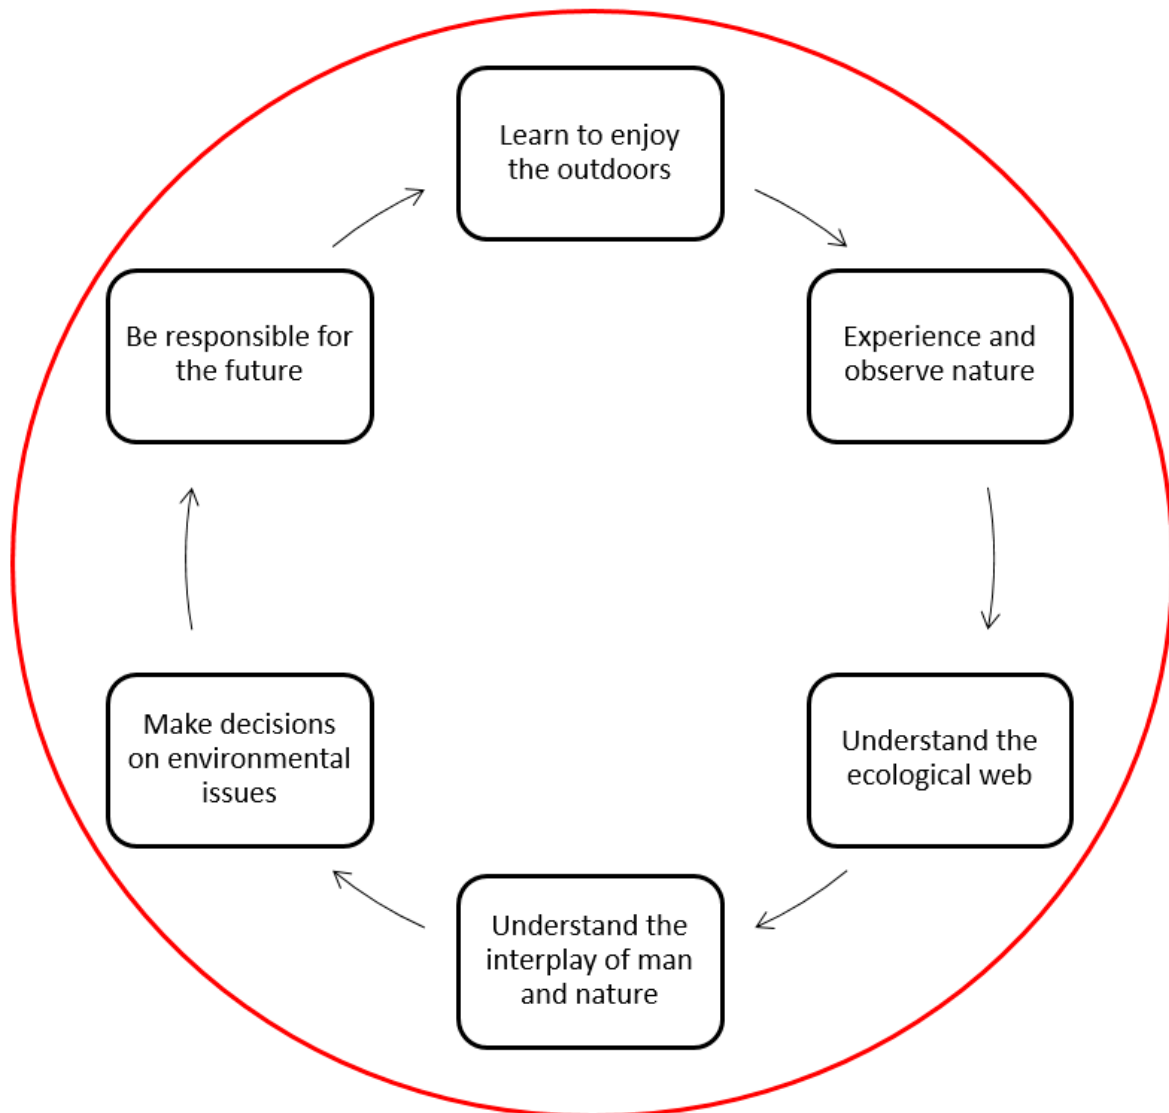 Learn to enjoy
the outdoors
Experience and
observe nature
Understand the
ecological web
Understand the
interplay of man
and nature
Make decisions
on environmental
issues
Be responsible for
the future